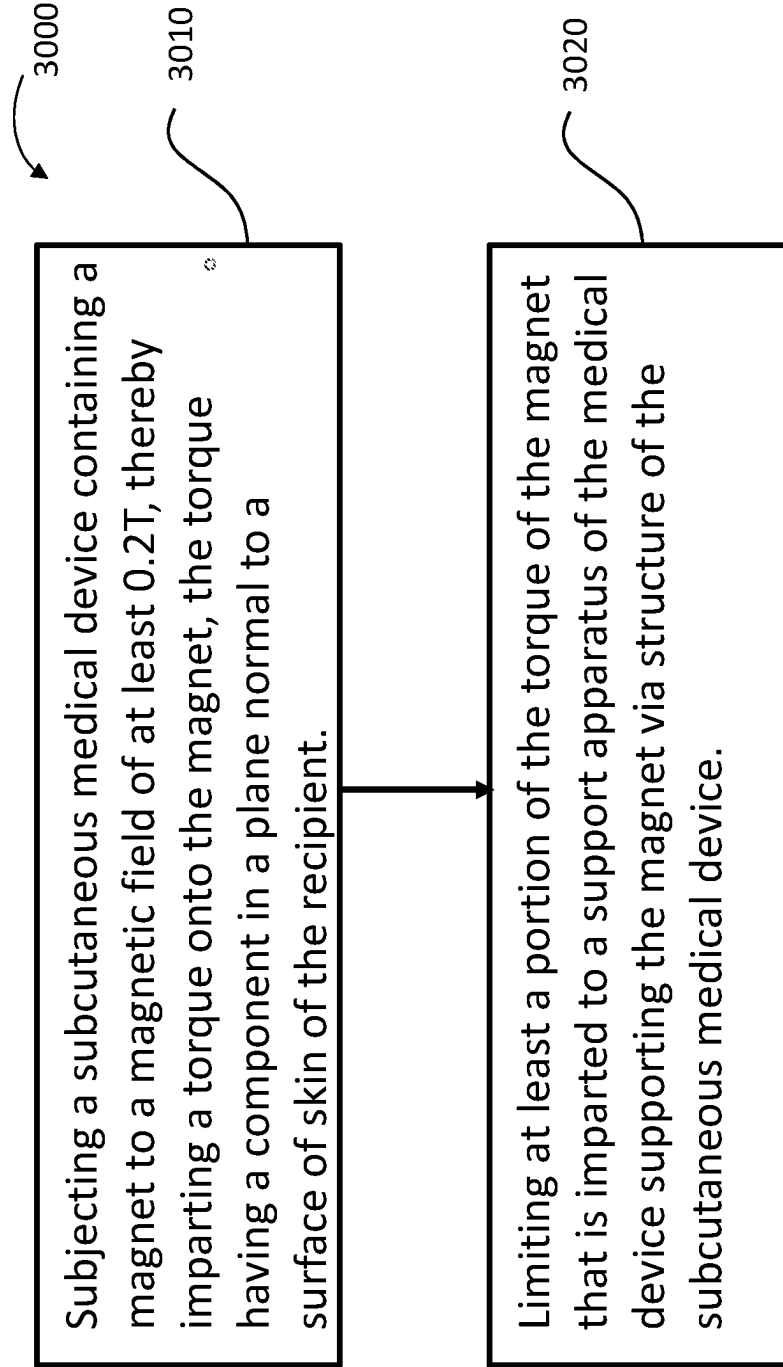 3000
3010
Subjecting a subcutaneous medical device containing a
magnet to a magnetic field of at least 0.2T, thereby
imparting a torque onto the magnet, the torque
having a component in a plane normal to a
surface of skin of the recipient.
3020
Limiting at least a portion of the torque of the magnet
that is imparted to a support apparatus of the medical
device supporting the magnet via structure of the
subcutaneous medical device.